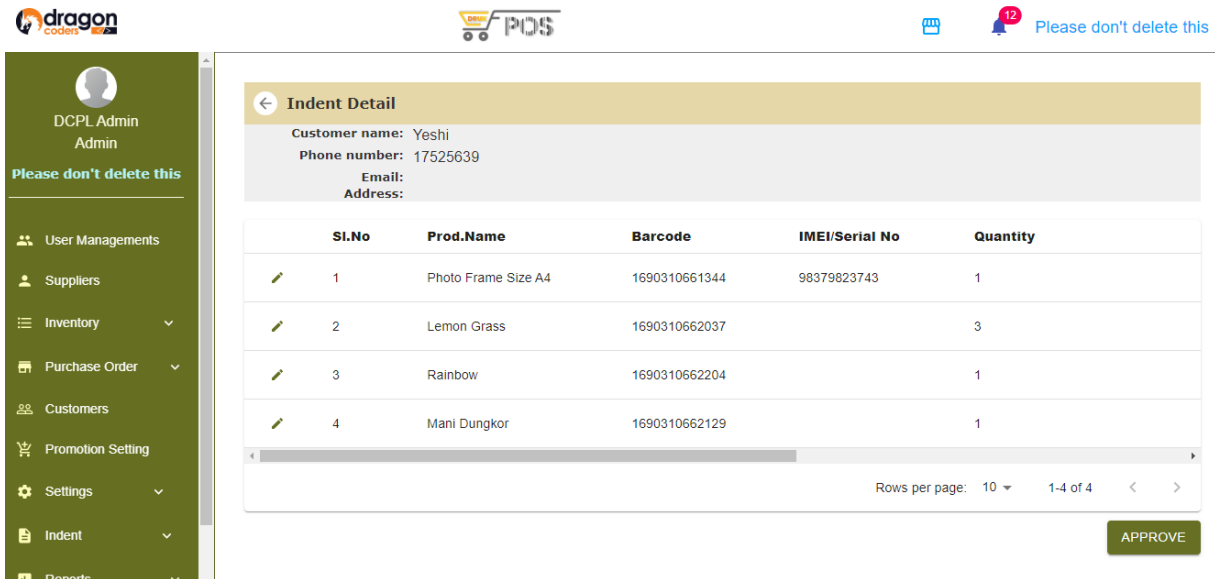 dragon
coders
DRUK POS
12
Please don't delete this
DCPL Admin
Admin
Please don't delete this
User Managements
Suppliers
Inventory
Purchase Order
Customers
Promotion Setting
Settings
Indent
Reports
Indent Detail
Customer name: Yeshi
Phone number: 17525639
Email:
Address:
Sl.No Prod.Name Barcode IMEI/Serial No Quantity
1 Photo Frame Size A4 1690310661344 98379823743 1
2 Lemon Grass 1690310662037 3
3 Rainbow 1690310662204 1
4 Mani Dungkor 1690310662129 1
Rows per page: 10 1-4 of 4
APPROVE